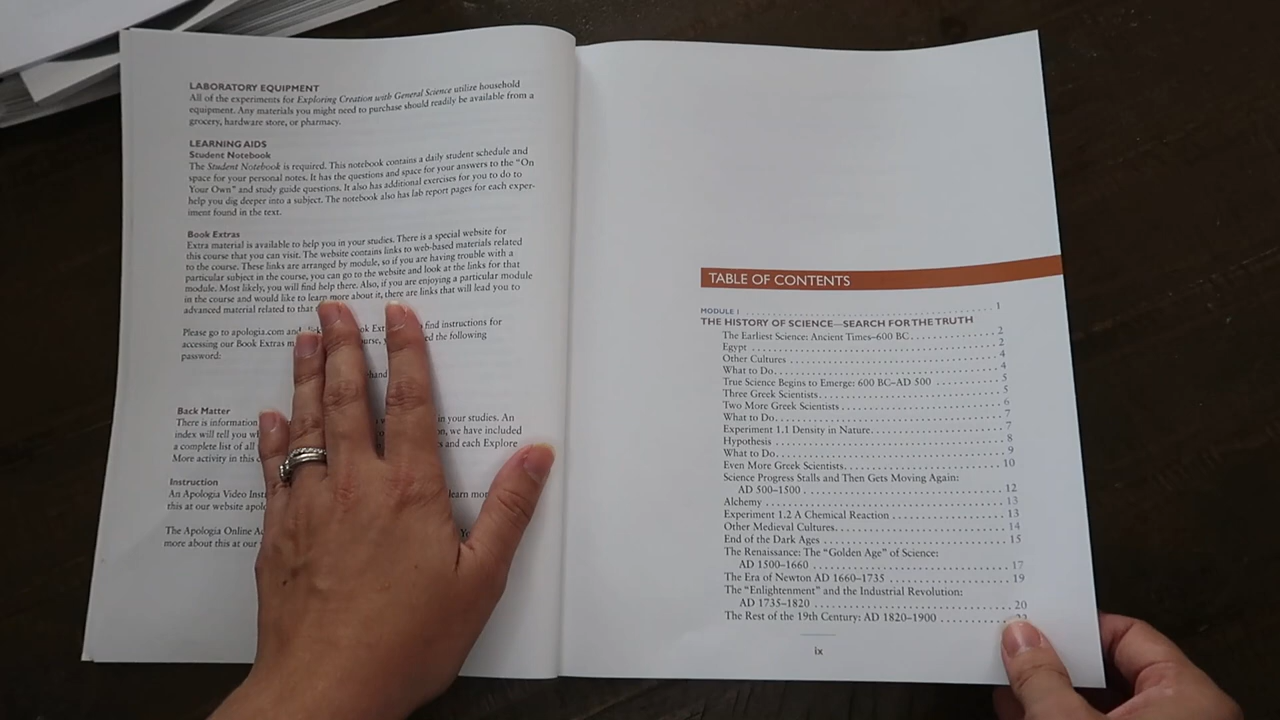 LABORATORY EQUIPMENT
All of the experiments for Exploring Creation with General Science utilize household
equipment. Any materials you might need to purchase should readily be available from a
grocery, hardware store, or pharmacy.
LEARNING AIDS
Student Notebook
The Student Notebook is required. This notebook contains a daily student schedule and
space for your personal notes. It has the questions and space for your answers to the “On
Your Own” and study guide questions. It also has additional exercises for you to do to
help you dig deeper into a subject. The notebook also has lab report pages for each exper-
iment found in the text.
Book Extras
Extra material is available to help you in your studies. There is a special website for
this course that you can visit. The website contains links to web-based materials related
to the course. These links are arranged by module, so if you are having trouble with a
particular subject in the course, you can go to the website and look at the links for that
module. Most likely, you will find help there. Also, if you are enjoying a particular module
in the course and would like to learn more about it, there are links that will lead you to
advanced material related to that
Please go to apologia.com and find instructions for
accessing our Book Extras the following
password:
Back Matter
There is information in your studies. An
index will tell you we have included
a complete list of all and each Explore
More activity in this
Instruction
An Apologia Video learn
this at our website
The Apologia Online
more about this at our
TABLE OF CONTENTS
MODULE 1 1
THE HISTORY OF SCIENCE—SEARCH FOR THE TRUTH
The Earliest Science: Ancient Times–600 BC 2
Egypt 2
Other Cultures 4
What to Do 4
True Science Begins to Emerge: 600 BC–AD 500 5
Three Greek Scientists 5
Two More Greek Scientists 6
What to Do 7
Experiment 1.1 Density in Nature 7
Hypothesis 8
What to Do 9
Even More Greek Scientists 10
Science Progress Stalls and Then Gets Moving Again:
AD 500–1500 12
Alchemy 13
Experiment 1.2 A Chemical Reaction 13
Other Medieval Cultures 14
End of the Dark Ages 15
The Renaissance: The “Golden Age” of Science:
AD 1500–1660 17
The Era of Newton AD 1660–1735 19
The “Enlightenment” and the Industrial Revolution:
AD 1735–1820 20
The Rest of the 19th Century: AD 1820–1900
ix